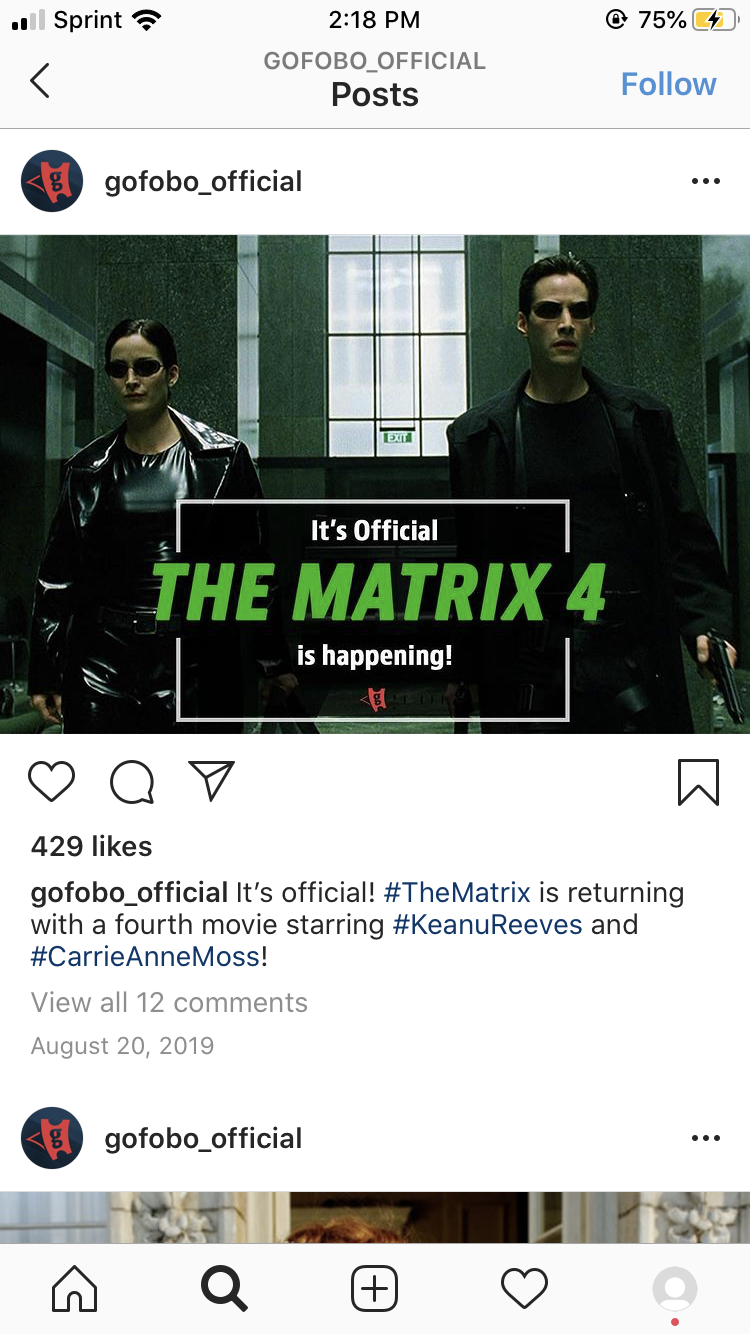 Sprint 2:18 PM 75%
GOFOBO_OFFICIAL
Posts
Follow
g
gofobo_official
EXIT
It's Official
THE MATRIX 4
is happening!
g
429 likes
gofobo_official It's official! #TheMatrix is returning
with a fourth movie starring #KeanuReeves and
#CarrieAnneMoss!
View all 12 comments
August 20, 2019
g
gofobo_official